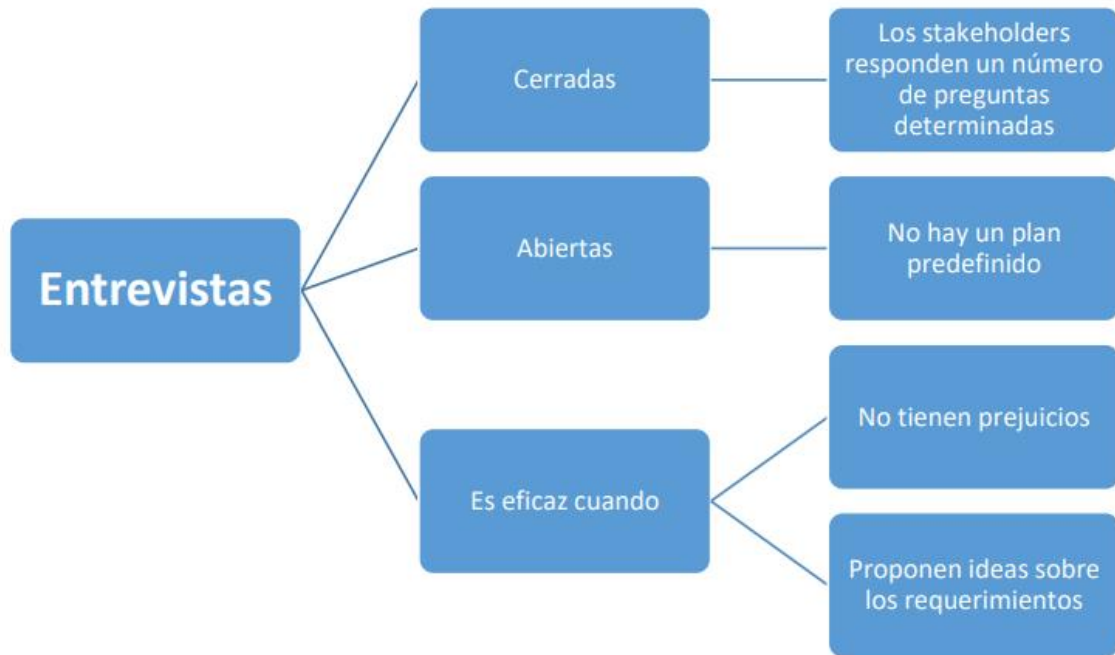 Entrevistas
Cerradas
Los stakeholders
responden un número
de preguntas
determinadas
Abiertas
No hay un plan
predefinido
Es eficaz cuando
No tienen prejuicios
Proponen ideas sobre
los requerimientos